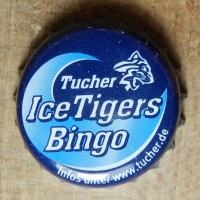 Tucher
IceTigers
Bingo
Infos unter www.tucher.de